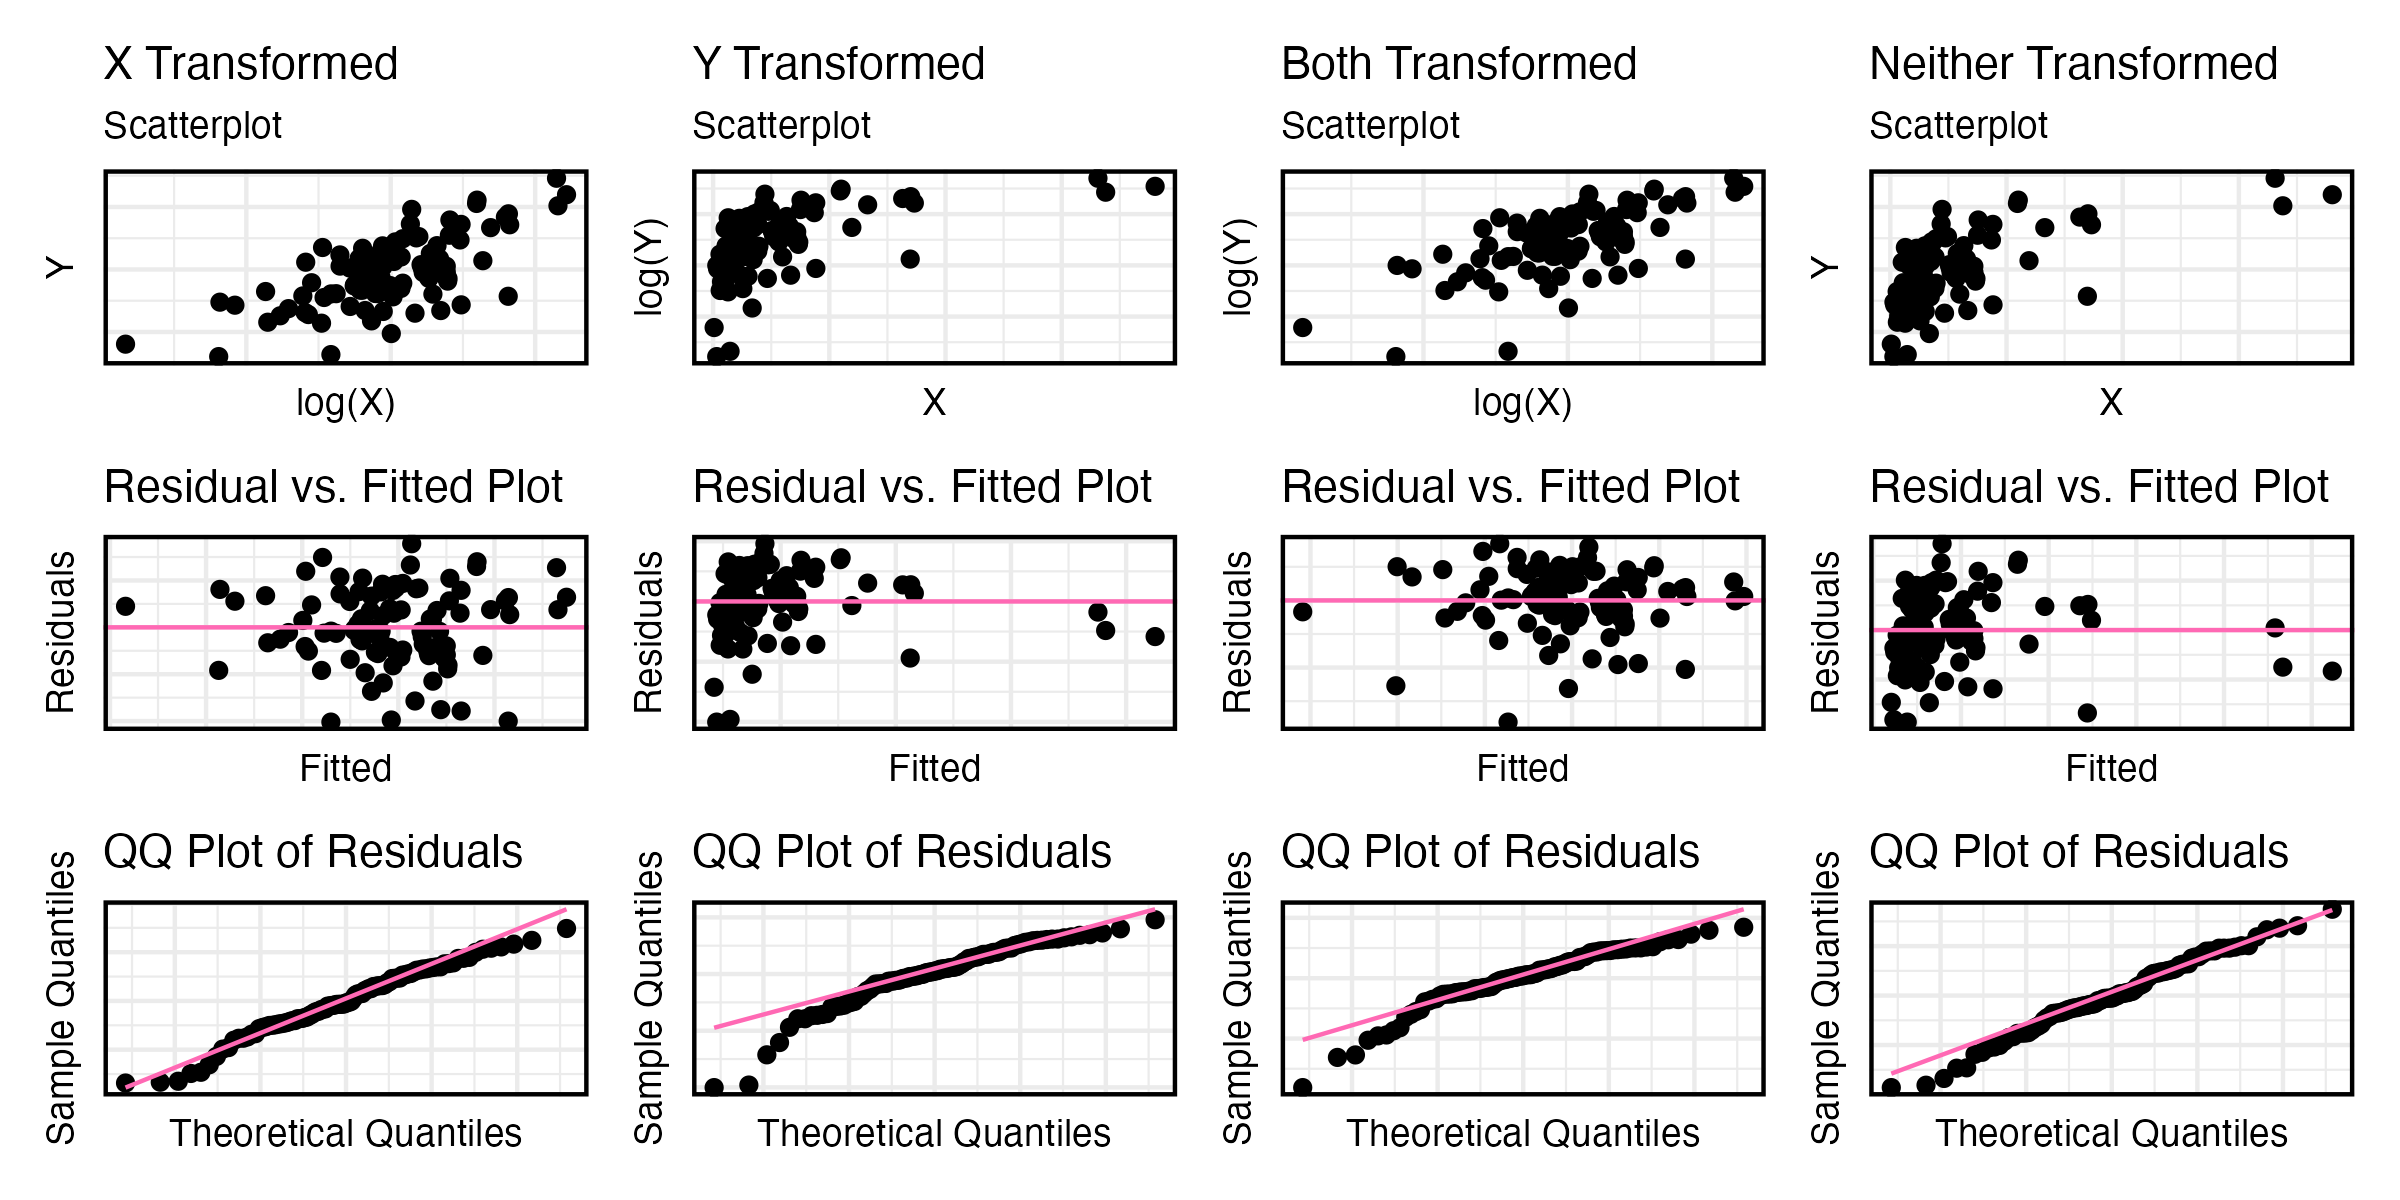 X Transformed
Scatterplot
Y
log(X)
Residual vs. Fitted Plot
Residuals
Fitted
QQ Plot of Residuals
Sample Quantiles
Theoretical Quantiles
Y Transformed
Scatterplot
log(Y)
X
Residual vs. Fitted Plot
Residuals
Fitted
QQ Plot of Residuals
Sample Quantiles
Theoretical Quantiles
Both Transformed
Scatterplot
log(Y)
log(X)
Residual vs. Fitted Plot
Residuals
Fitted
QQ Plot of Residuals
Sample Quantiles
Theoretical Quantiles
Neither Transformed
Scatterplot
Y
X
Residual vs. Fitted Plot
Residuals
Fitted
QQ Plot of Residuals
Sample Quantiles
Theoretical Quantiles